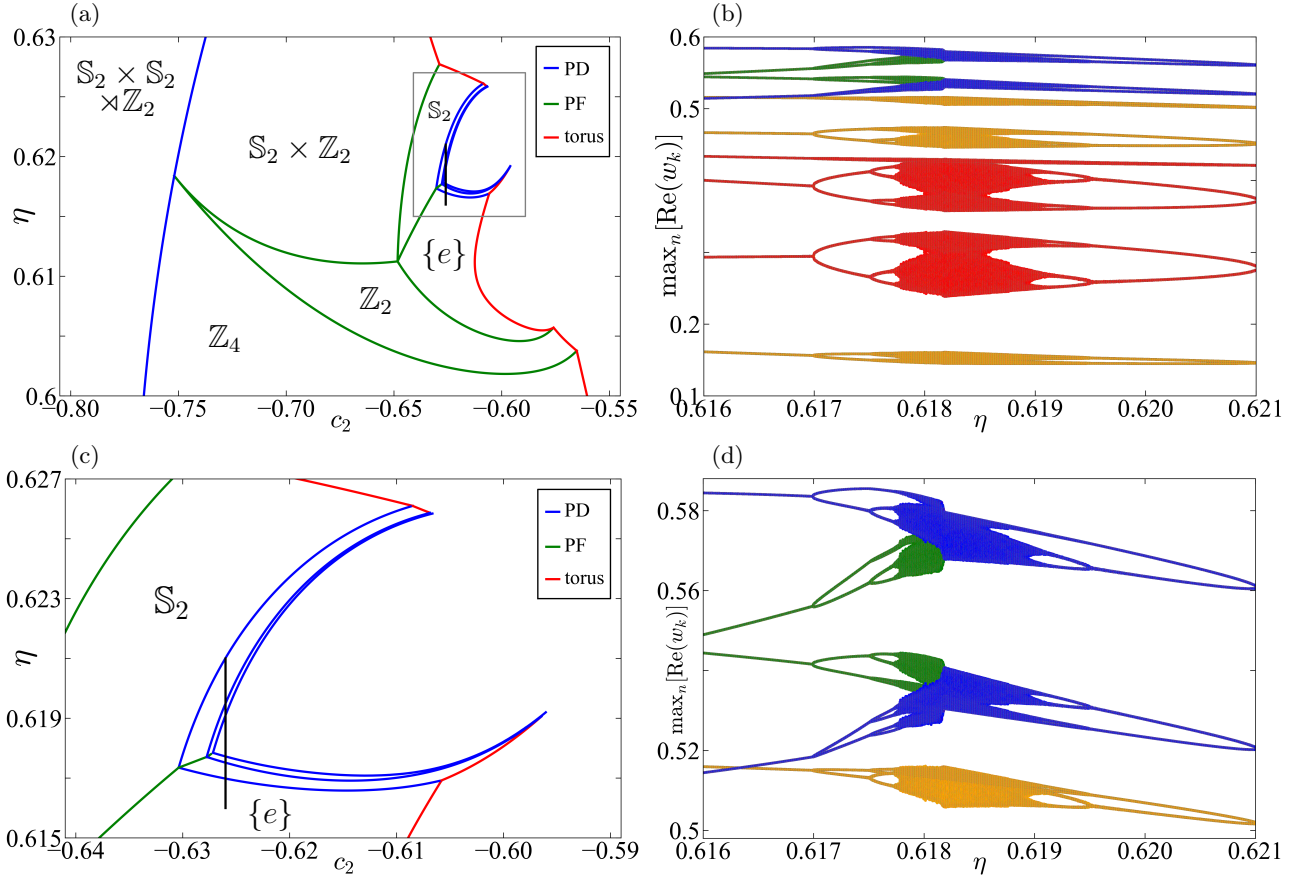 (a)
0.63
0.62
0.61
0.6
η
−0.80
−0.75
−0.70
−0.65
−0.60
−0.55
c₂
𝕊₂ × 𝕊₂
⋊ℤ₂
𝕊₂ × ℤ₂
𝕊₂
{e}
ℤ₂
ℤ₄
PD
PF
torus
(b)
0.6
0.5
0.2
0.1
maxₙ[Re(wₖ)]
0.616
0.617
0.618
0.619
0.620
0.621
η
(c)
0.627
0.623
0.619
0.615
η
−0.64
−0.63
−0.62
−0.61
−0.60
−0.59
c₂
𝕊₂
{e}
PD
PF
torus
(d)
0.58
0.56
0.52
0.5
maxₙ[Re(wₖ)]
0.616
0.617
0.618
0.619
0.620
0.621
η